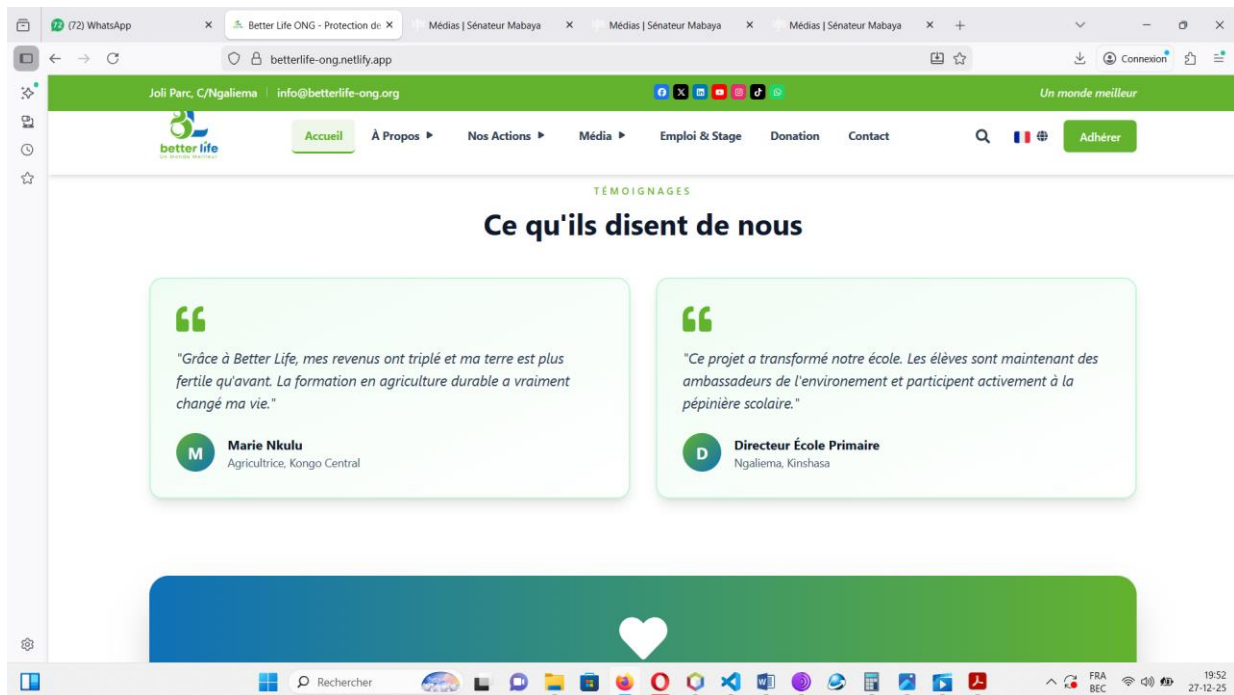 (72) WhatsApp
Better Life ONG - Protection de
Médias | Sénateur Mabaya
Médias | Sénateur Mabaya
Médias | Sénateur Mabaya
betterlife-ong.netlify.app
Connexion
Joli Parc, C/Ngaliema
info@betterlife-ong.org
Un monde meilleur
better life
Un Monde Meilleur
Accueil
À Propos
Nos Actions
Média
Emploi & Stage
Donation
Contact
Adhérer
TÉMOIGNAGES
Ce qu'ils disent de nous
"Grâce à Better Life, mes revenus ont triplé et ma terre est plus
fertile qu'avant. La formation en agriculture durable a vraiment
changé ma vie."
M
Marie Nkulu
Agricultrice, Kongo Central
"Ce projet a transformé notre école. Les élèves sont maintenant des
ambassadeurs de l'environement et participent activement à la
pépinière scolaire."
D
Directeur École Primaire
Ngaliema, Kinshasa
Rechercher
FRA
BEC
19:52
27-12-25